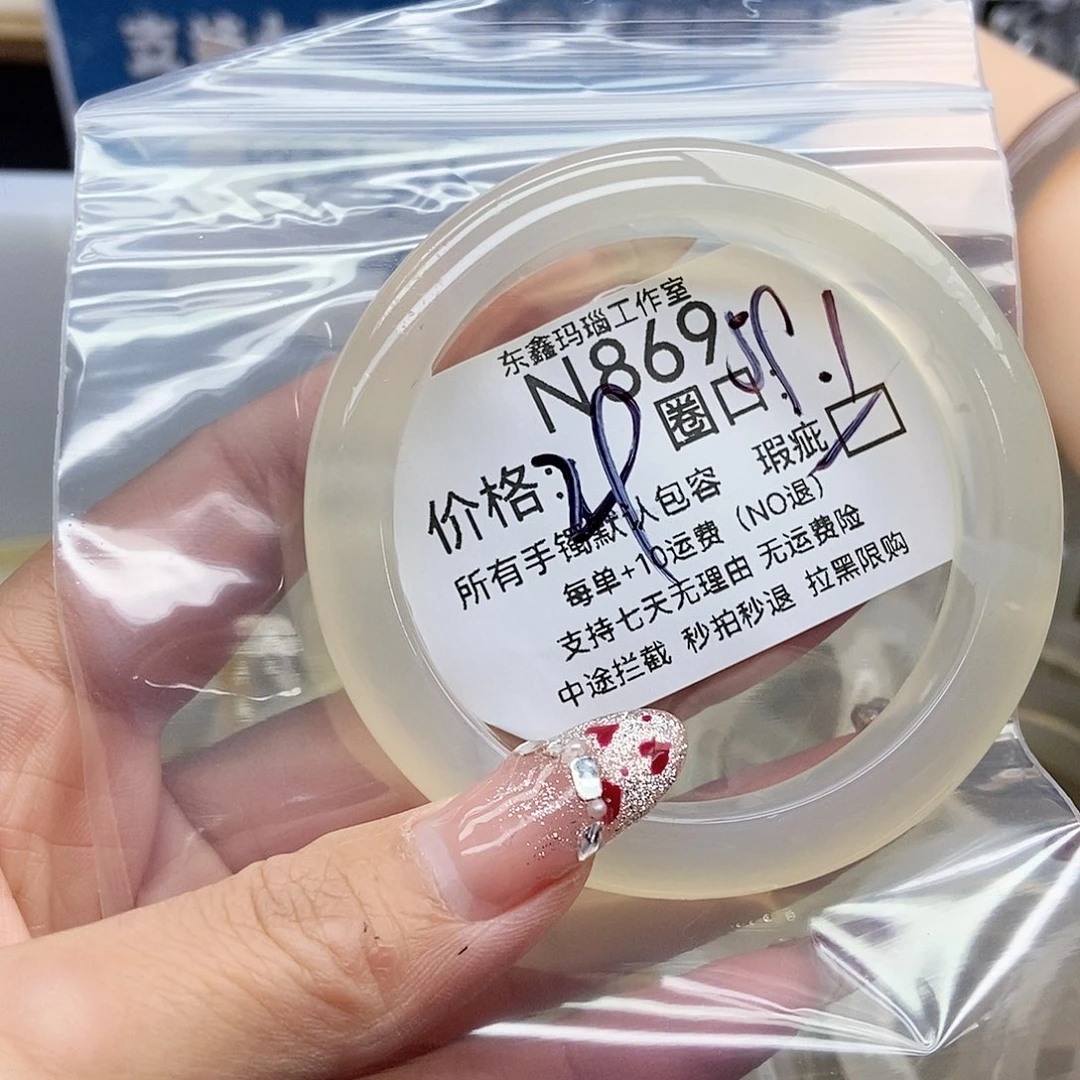 东鑫玛瑙工作室
N869
圈口:
价格:
瑕疵
所有手镯默认包容
每单+10运费（NO退）
支持七天无理由 无运费险
中途拦截 秒拍秒退 拉黑限购